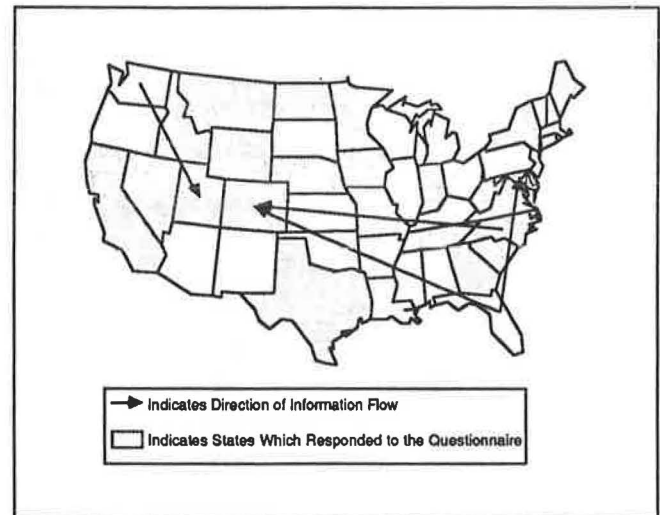 Indicates Direction of Information Flow
Indicates States Which Responded to the Questionnaire